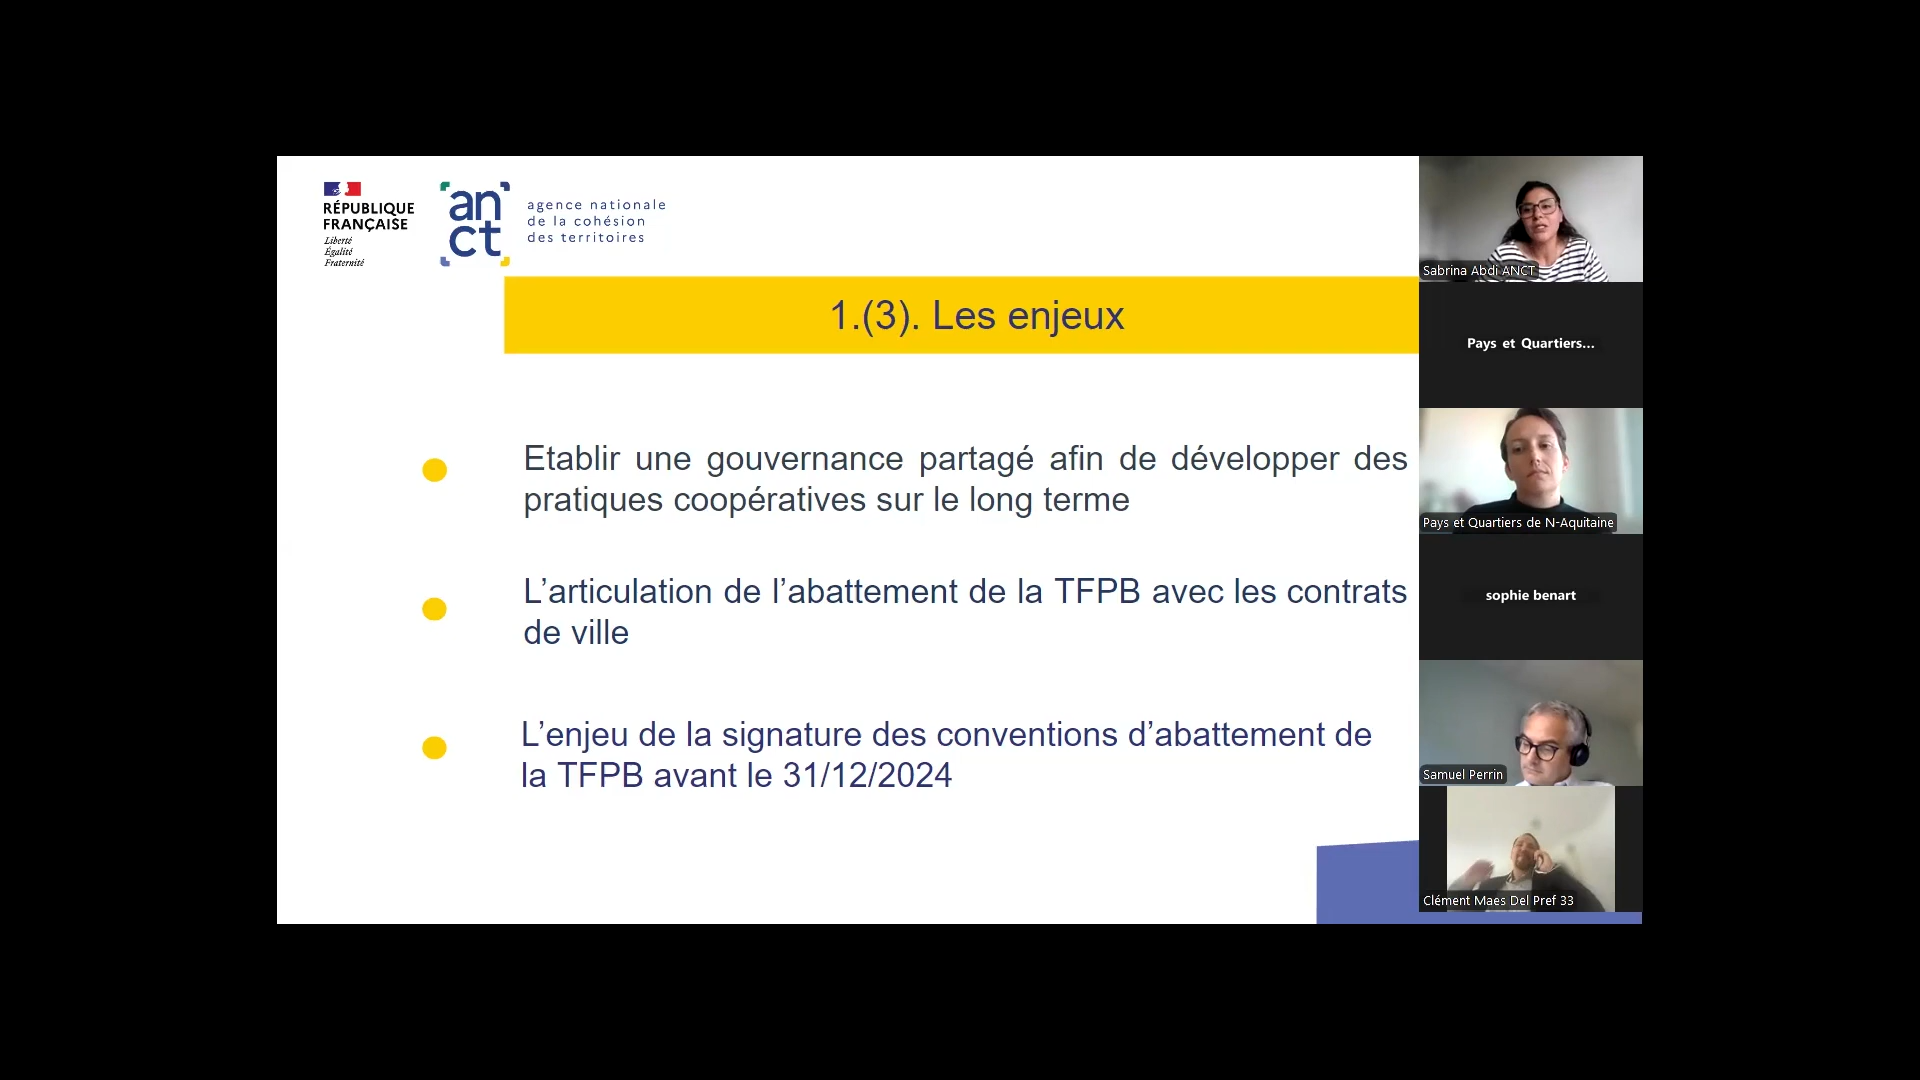 RÉPUBLIQUE
FRANÇAISE
Liberté
Égalité
Fraternité
an
ct
agence nationale
de la cohésion
des territoires
1.(3). Les enjeux
Etablir une gouvernance partagé afin de développer des
pratiques coopératives sur le long terme
L’articulation de l’abattement de la TFPB avec les contrats
de ville
L’enjeu de la signature des conventions d’abattement de
la TFPB avant le 31/12/2024
Sabrina Abdi ANCT
Pays et Quartiers...
Pays et Quartiers de N-Aquitaine
sophie benart
Samuel Perrin
Clément Maes Del Pref 33